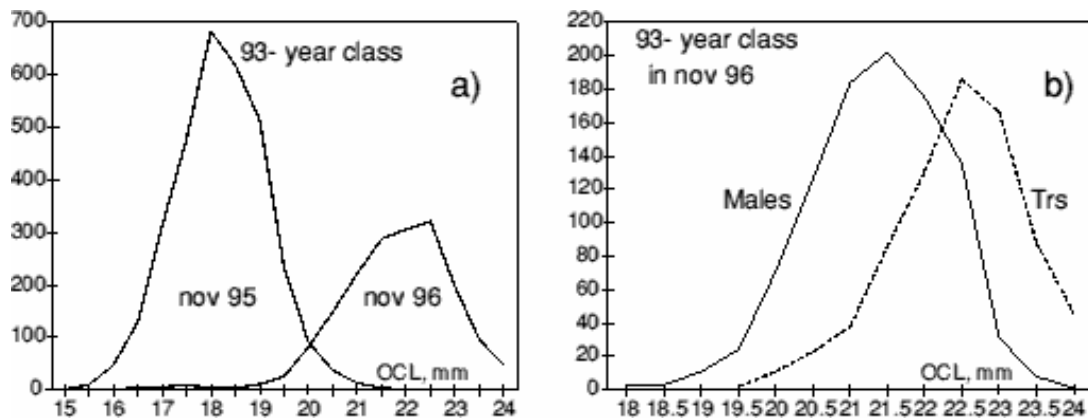 700
600
500
400
300
200
100
0
93- year class
a)
nov 95
nov 96
OCL, mm
15 16 17 18 19 20 21 22 23 24
220
200
180
160
140
120
100
80
60
40
20
0
93- year class
in nov 96
b)
Males
Trs
OCL, mm
18 18.5 19 19.5 20 20.5 21 21.5 22 22.5 23 23.5 24